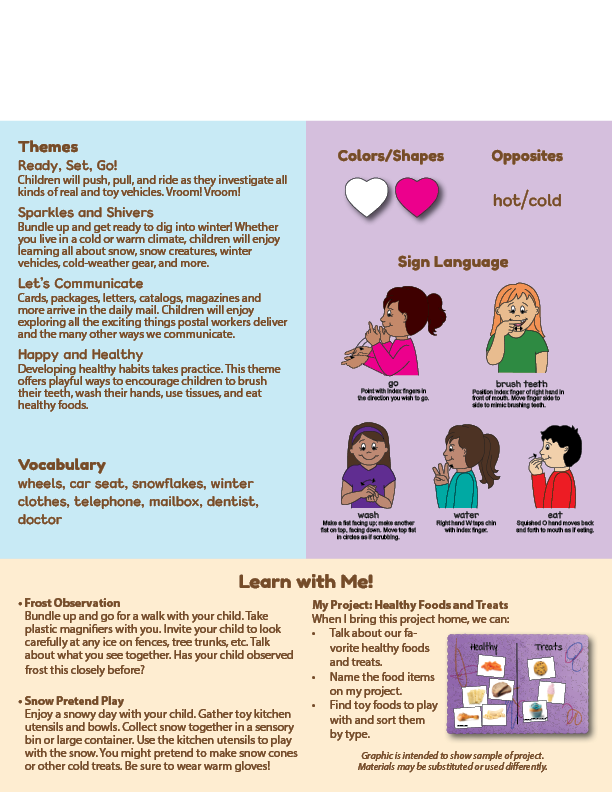 Themes
Ready, Set, Go!
Children will push, pull, and ride as they investigate all
kinds of real and toy vehicles. Vroom! Vroom!
Sparkles and Shivers
Bundle up and get ready to dig into winter! Whether
you live in a cold or warm climate, children will enjoy
learning all about snow, snow creatures, winter
vehicles, cold-weather gear, and more.
Let's Communicate
Cards, packages, letters, catalogs, magazines and
more arrive in the daily mail. Children will enjoy
exploring all the exciting things postal workers deliver
and the many other ways we communicate.
Happy and Healthy
Developing healthy habits takes practice. This theme
offers playful ways to encourage children to brush
their teeth, wash their hands, use tissues, and eat
healthy foods.
Vocabulary
wheels, car seat, snowflakes, winter
clothes, telephone, mailbox, dentist,
doctor
Colors/Shapes
Opposites
hot/cold
Sign Language
go
Point with index fingers in
the direction you wish to go.
brush teeth
Position index finger of right hand in
front of mouth. Move finger side to
side to mimic brushing teeth.
wash
Make a fist facing up; make another
fist on top, facing down. Move top fist
in circles as if scrubbing.
water
Right hand W taps chin
with index finger.
eat
Squished O hand moves back
and forth to mouth as if eating.
Learn with Me!
• Frost Observation
Bundle up and go for a walk with your child. Take
plastic magnifiers with you. Invite your child to look
carefully at any ice on fences, tree trunks, etc. Talk
about what you see together. Has your child observed
frost this closely before?
• Snow Pretend Play
Enjoy a snowy day with your child. Gather toy kitchen
utensils and bowls. Collect snow together in a sensory
bin or large container. Use the kitchen utensils to play
with the snow. You might pretend to make snow cones
or other cold treats. Be sure to wear warm gloves!
My Project: Healthy Foods and Treats
When I bring this project home, we can:
• Talk about our fa-
vorite healthy foods
and treats.
• Name the food items
on my project.
• Find toy foods to play
with and sort them
by type.
Healthy
Treats
Graphic is intended to show sample of project.
Materials may be substituted or used differently.